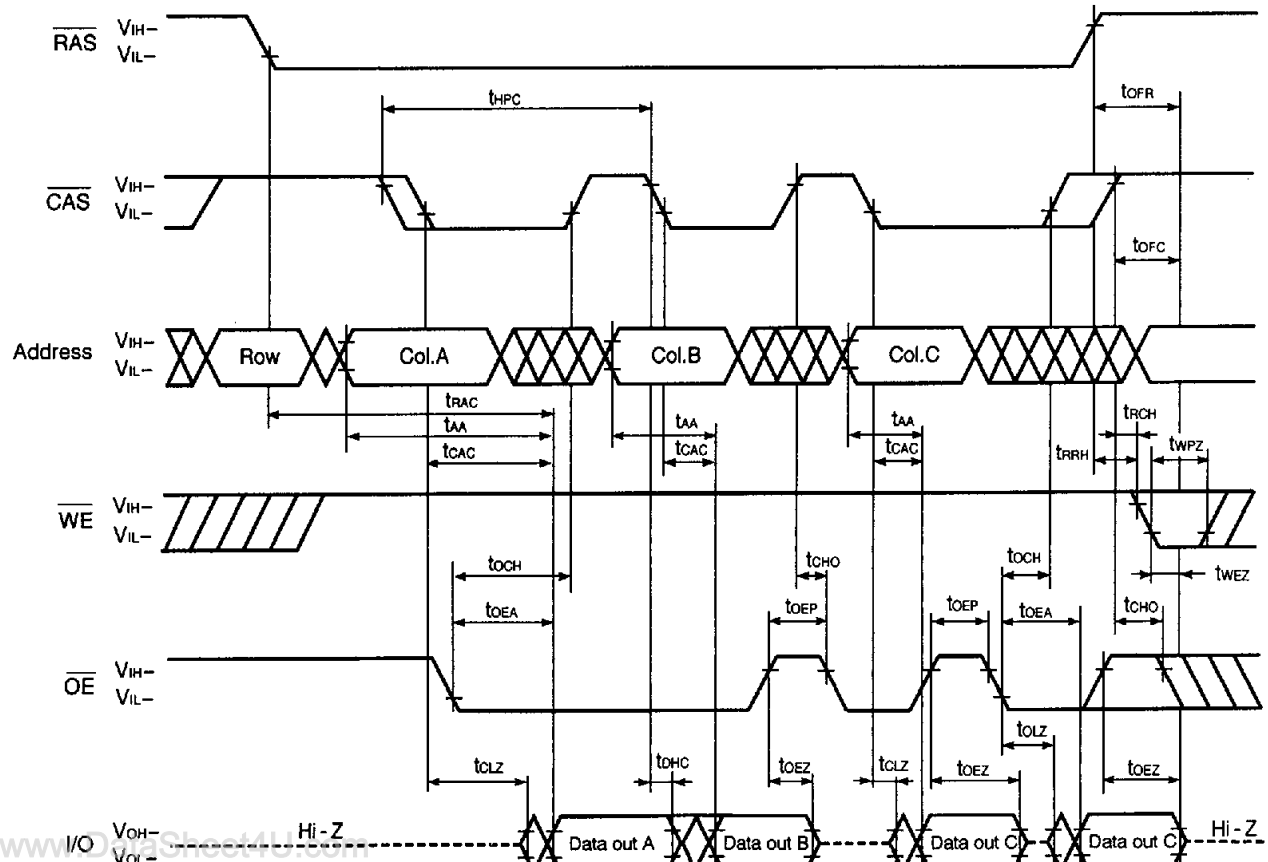 RAS VIH–
VIL–
tHPC
tOFR
CAS VIH–
VIL–
tOFC
Address VIH–
VIL–
Row Col.A Col.B Col.C
tRAC
tAA tAA tAA
tCAC tCAC tCAC
tRCH
tRRH tWPZ
WE VIH–
VIL–
tWEZ
tOCH tCHO tOCH
tOEA tOEP tOEP tOEA tCHO
OE VIH–
VIL–
tOLZ
tCLZ tDHC tOEZ tCLZ tOEZ tOEZ
I/O VOH–
VOL–
Hi - Z Data out A Data out B Data out C Data out C Hi - Z
www.DataSheet4U.com